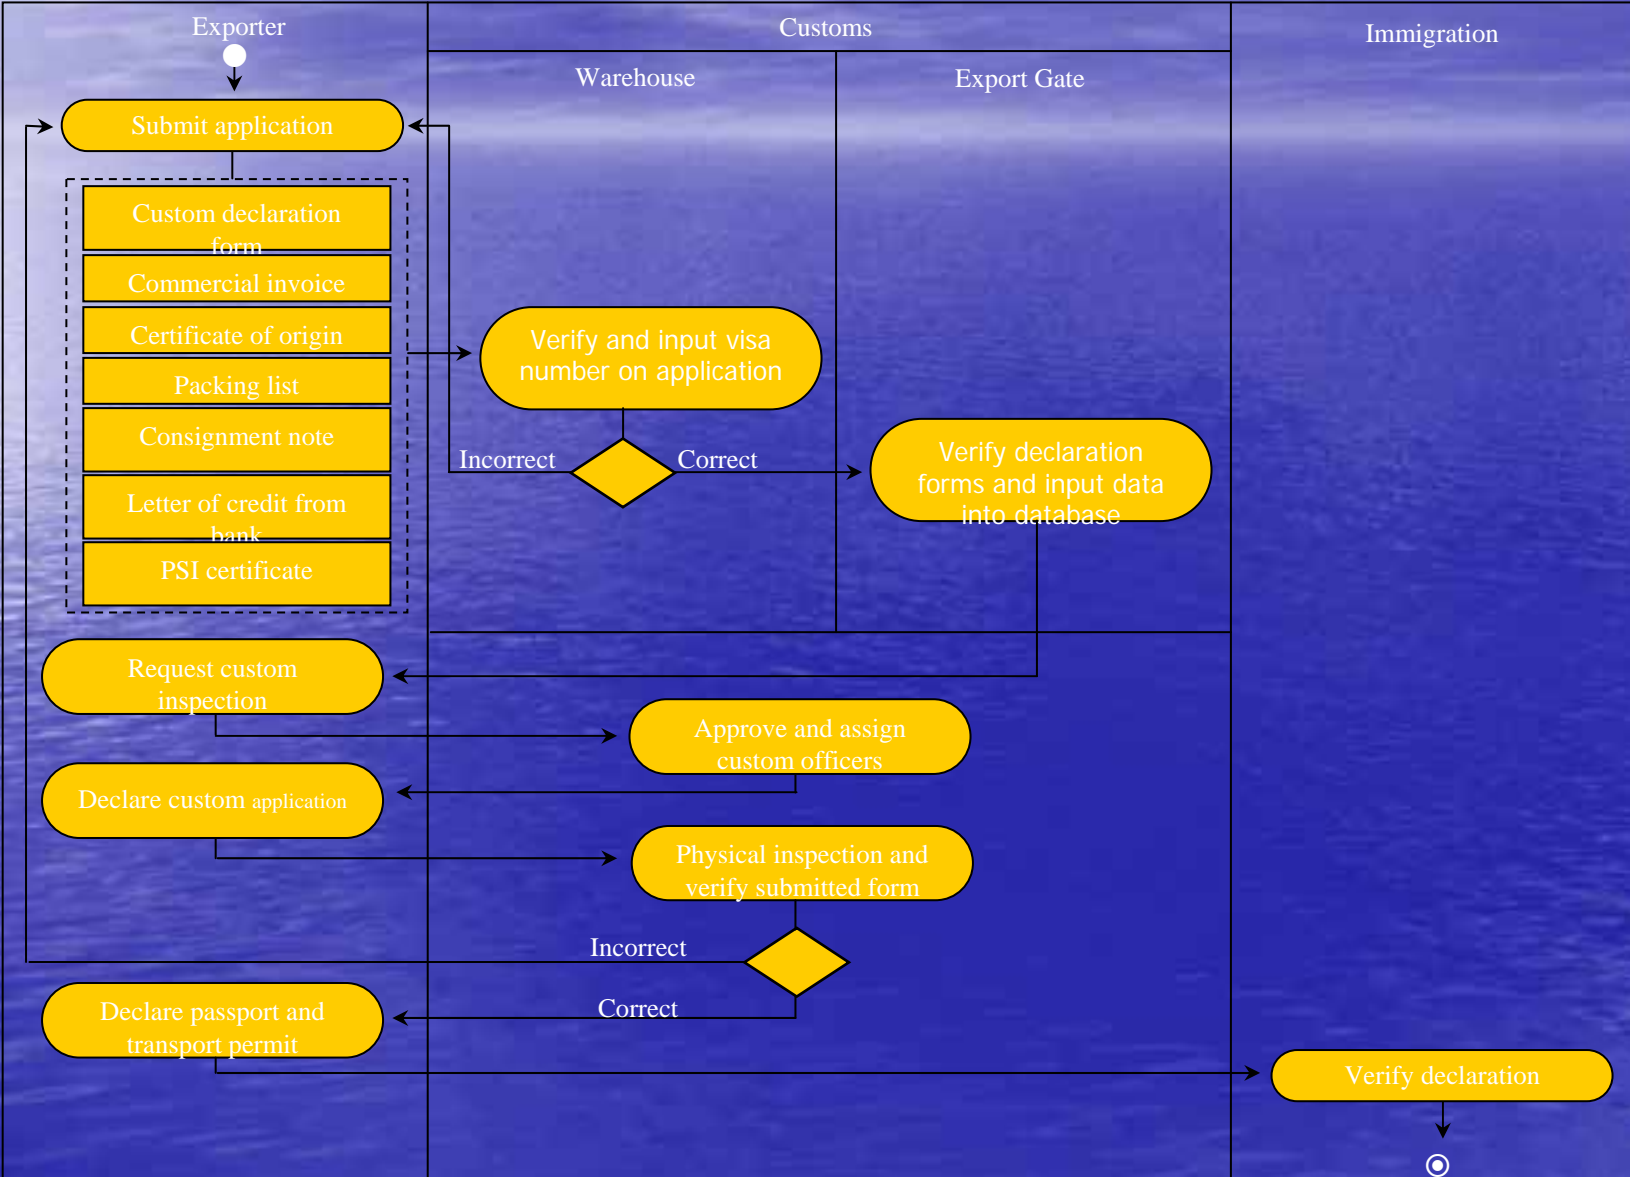 Exporter
Customs
Immigration
Warehouse
Export Gate
Submit application
Custom declaration
form
Commercial invoice
Certificate of origin
Packing list
Consignment note
Letter of credit from
bank
PSI certificate
Verify and input visa
number on application
Incorrect
Correct
Verify declaration
forms and input data
into database
Request custom
inspection
Approve and assign
custom officers
Declare custom application
Physical inspection and
verify submitted form
Incorrect
Correct
Declare passport and
transport permit
Verify declaration